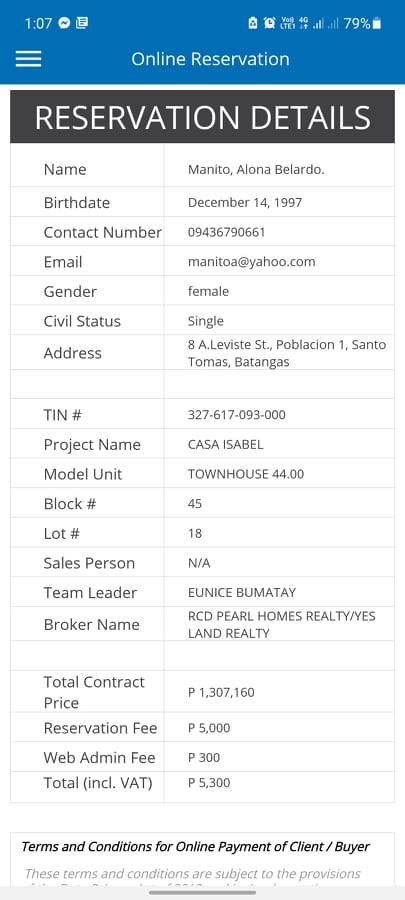 1:07 Vo)) LTE1 4G 79%
Online Reservation
RESERVATION DETAILS
Name Manito, Alona Belardo.
Birthdate December 14, 1997
Contact Number 09436790661
Email manitoa@yahoo.com
Gender female
Civil Status Single
Address 8 A.Leviste St., Poblacion 1, Santo
Tomas, Batangas
TIN # 327-617-093-000
Project Name CASA ISABEL
Model Unit TOWNHOUSE 44.00
Block # 45
Lot # 18
Sales Person N/A
Team Leader EUNICE BUMATAY
Broker Name RCD PEARL HOMES REALTY/YES
LAND REALTY
Total Contract
Price P 1,307,160
Reservation Fee P 5,000
Web Admin Fee P 300
Total (incl. VAT) P 5,300
Terms and Conditions for Online Payment of Client / Buyer
These terms and conditions are subject to the provisions